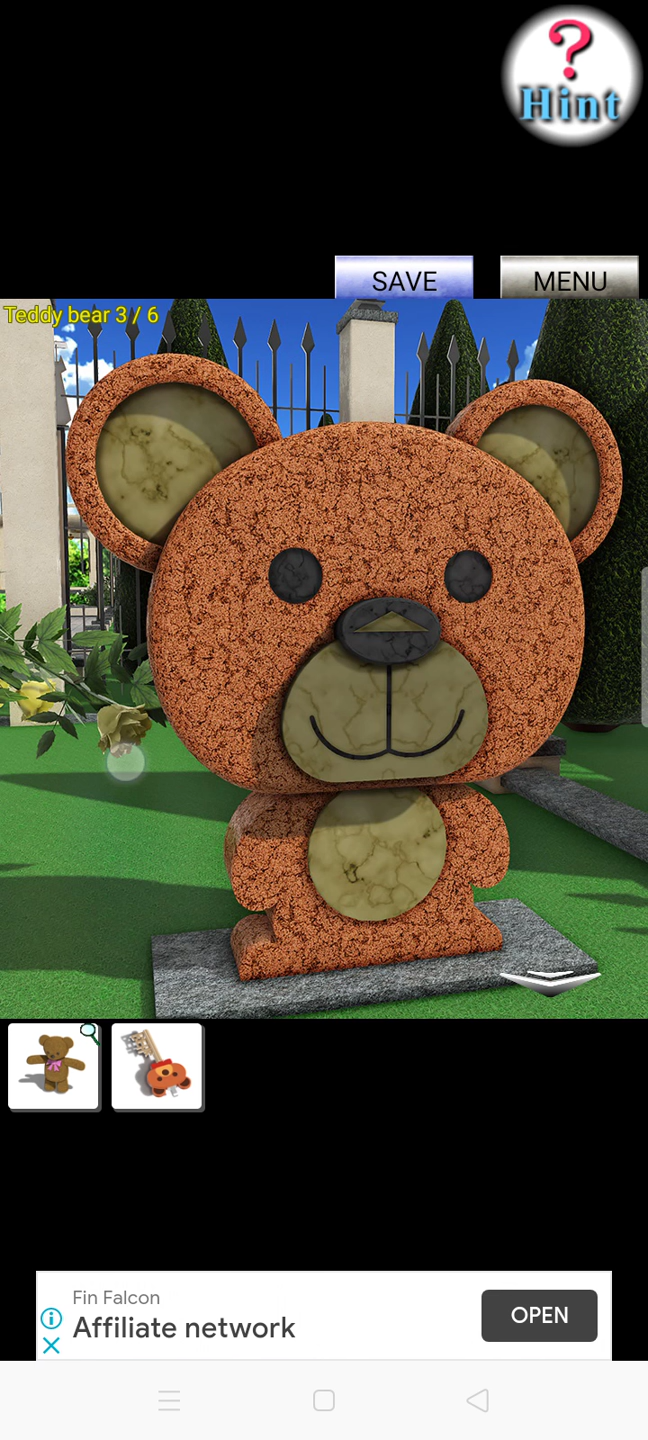 ?
Hint
SAVE
MENU
Teddy bear 3 / 6
Fin Falcon
Affiliate network
OPEN